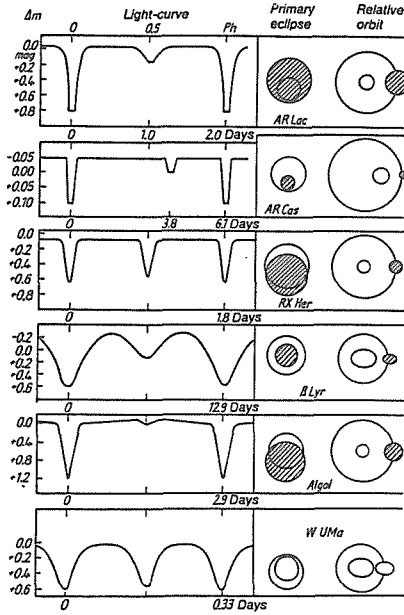 Δm Light-curve Primary eclipse Relative orbit
0 0.5 Ph
0.0
mag
+0.2
+0.4
+0.6
+0.8
0 1.0 2.0 Days
AR Lac
-0.05
0.00
+0.05
+0.10
0 3.8 6.1 Days
AR Cas
0.0
+0.2
+0.4
+0.6
+0.8
0 1.8 Days
RX Her
-0.2
0.0
+0.2
+0.4
+0.6
0 12.9 Days
β Lyr
0.0
+0.4
+0.8
+1.2
0 2.9 Days
Algol
0.0
+0.2
+0.4
+0.6
0 0.33 Days
W UMa